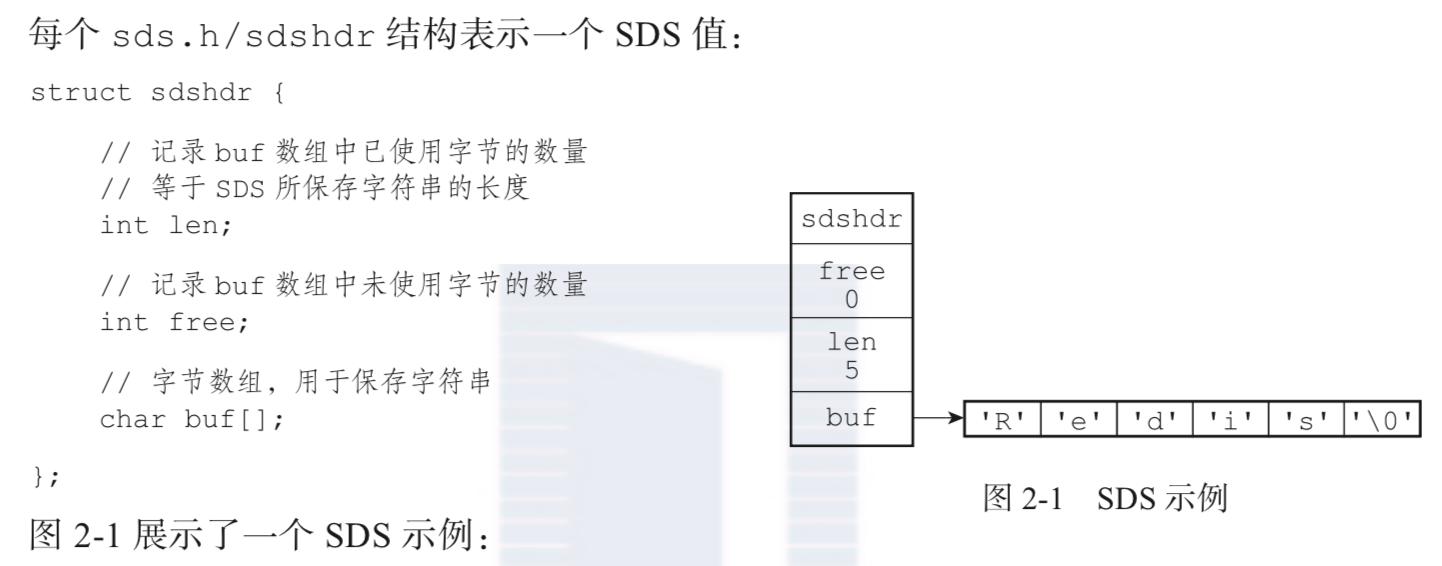 每个 sds.h/sdshdr 结构表示一个 SDS 值：
struct sdshdr {
// 记录 buf 数组中已使用字节的数量
// 等于 SDS 所保存字符串的长度
int len;
// 记录 buf 数组中未使用字节的数量
int free;
// 字节数组，用于保存字符串
char buf[];
};
图 2-1 展示了一个 SDS 示例：
sdshdr
free
0
len
5
buf
'R' 'e' 'd' 'i' 's' '\0'
图 2-1 SDS 示例